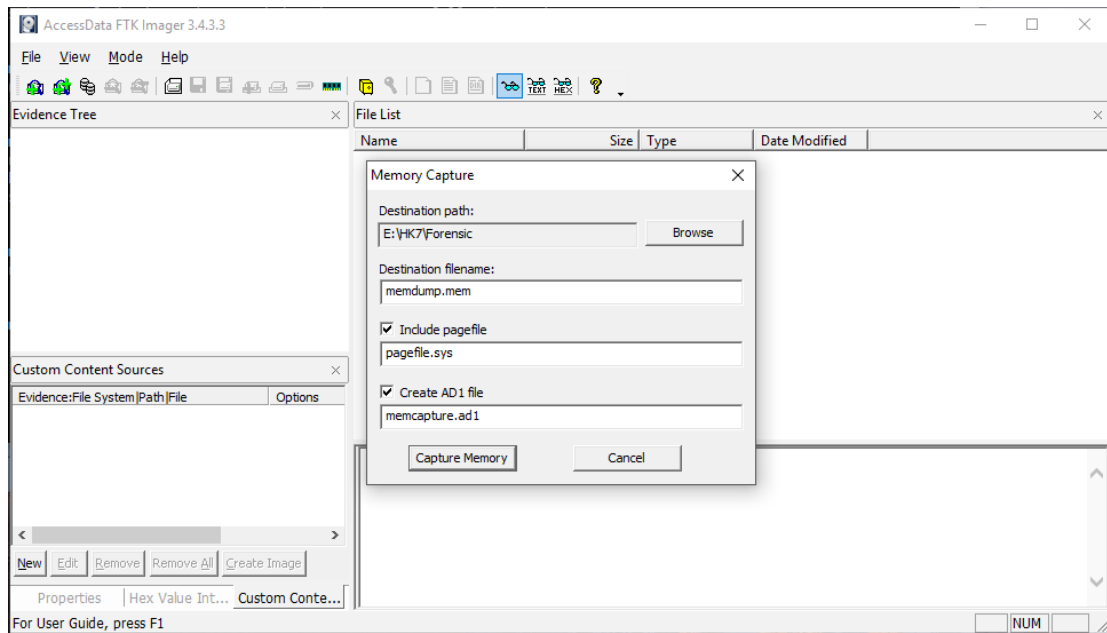 AccessData FTK Imager 3.4.3.3
File View Mode Help
TEXT HEX
Evidence Tree
File List
Name Size Type Date Modified
Memory Capture
Destination path:
E:\HK7\Forensic Browse
Destination filename:
memdump.mem
Include pagefile
pagefile.sys
Create AD1 file
memcapture.ad1
Capture Memory Cancel
Custom Content Sources
Evidence:File System|Path|File Options
New Edit Remove Remove All Create Image
Properties Hex Value Int... Custom Conte...
For User Guide, press F1 NUM